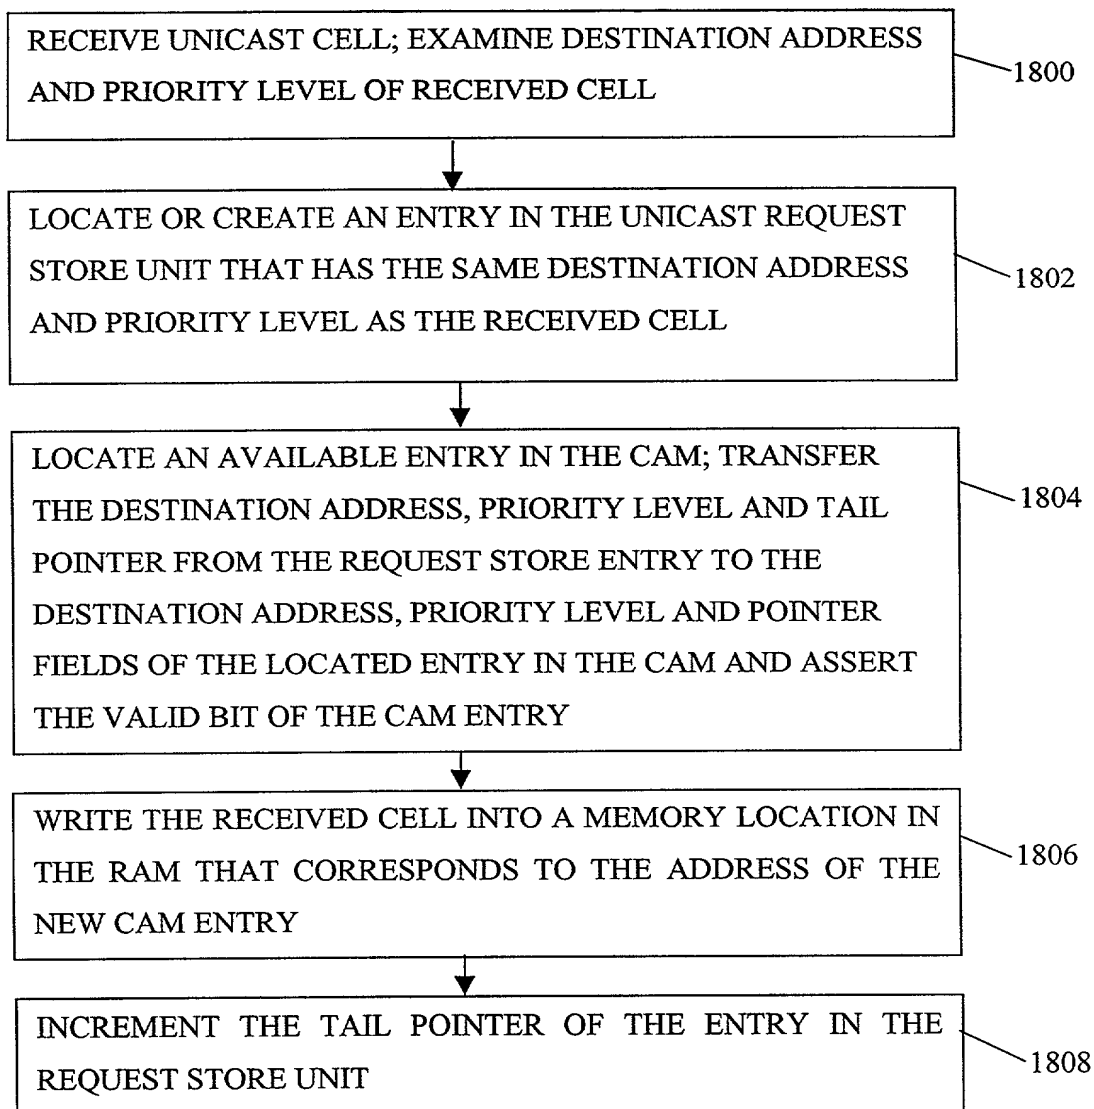 RECEIVE UNICAST CELL; EXAMINE DESTINATION ADDRESS
AND PRIORITY LEVEL OF RECEIVED CELL
1800
LOCATE OR CREATE AN ENTRY IN THE UNICAST REQUEST
STORE UNIT THAT HAS THE SAME DESTINATION ADDRESS
AND PRIORITY LEVEL AS THE RECEIVED CELL
1802
LOCATE AN AVAILABLE ENTRY IN THE CAM; TRANSFER
THE DESTINATION ADDRESS, PRIORITY LEVEL AND TAIL
POINTER FROM THE REQUEST STORE ENTRY TO THE
DESTINATION ADDRESS, PRIORITY LEVEL AND POINTER
FIELDS OF THE LOCATED ENTRY IN THE CAM AND ASSERT
THE VALID BIT OF THE CAM ENTRY
1804
WRITE THE RECEIVED CELL INTO A MEMORY LOCATION IN
THE RAM THAT CORRESPONDS TO THE ADDRESS OF THE
NEW CAM ENTRY
1806
INCREMENT THE TAIL POINTER OF THE ENTRY IN THE
REQUEST STORE UNIT
1808